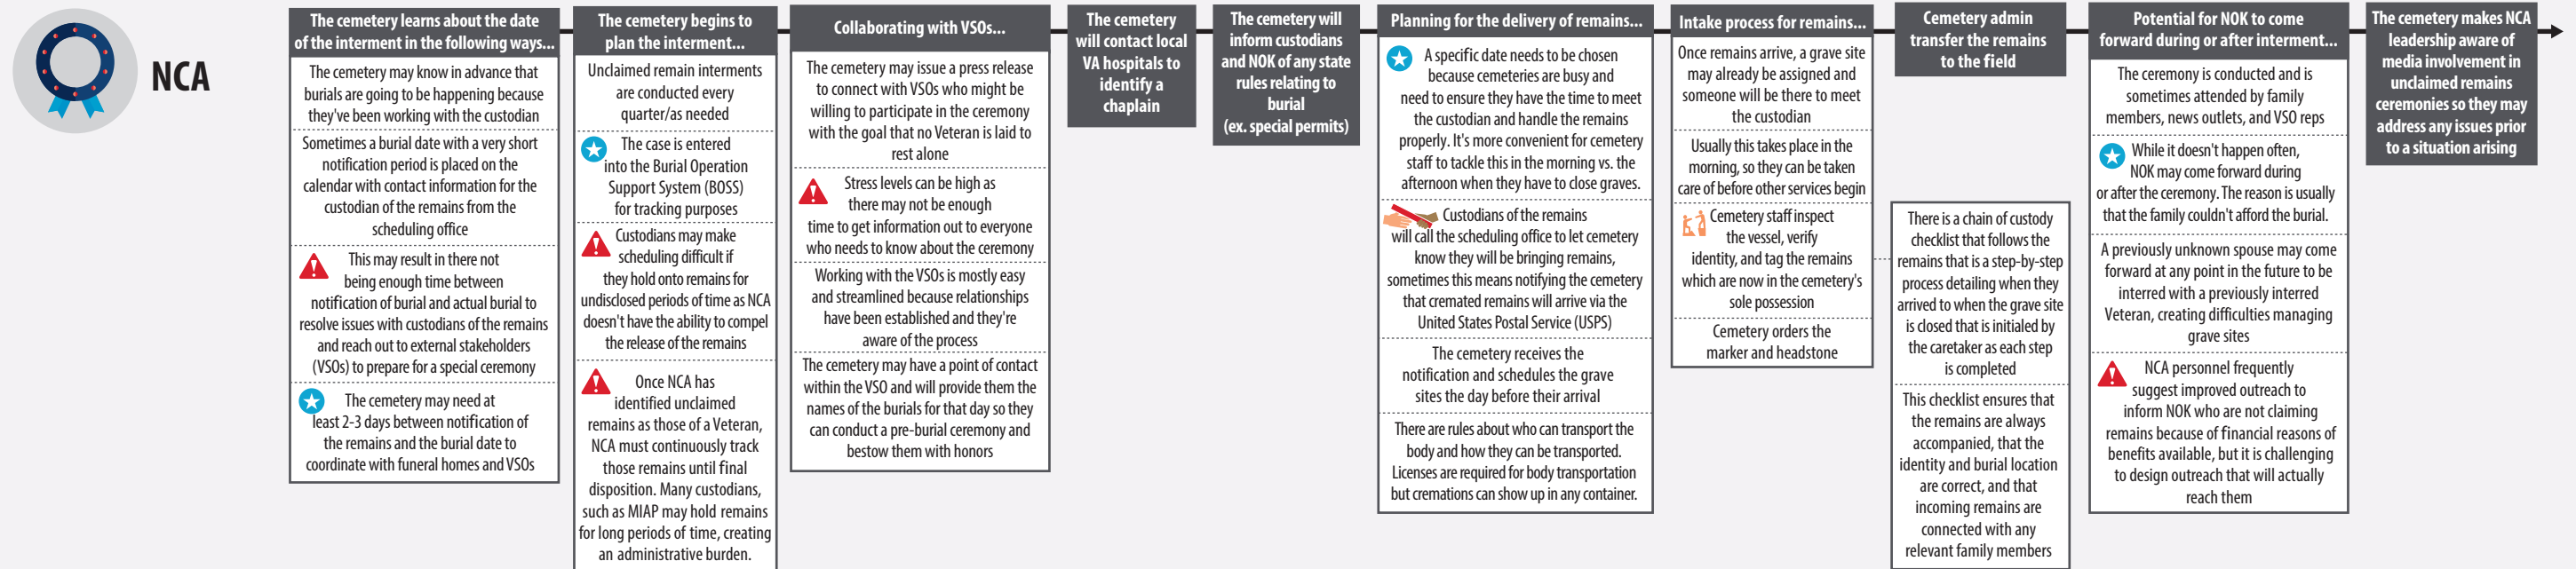 NCA
The cemetery learns about the date
of the interment in the following ways...
The cemetery may know in advance that
burials are going to be happening because
they've been working with the custodian
Sometimes a burial date with a very short
notification period is placed on the
calendar with contact information for the
custodian of the remains from the
scheduling office
This may result in there not
being enough time between
notification of burial and actual burial to
resolve issues with custodians of the remains
and reach out to external stakeholders
(VSOs) to prepare for a special ceremony
The cemetery may need at
least 2-3 days between notification of
the remains and the burial date to
coordinate with funeral homes and VSOs
The cemetery begins to
plan the interment...
Unclaimed remain interments
are conducted every
quarter/as needed
The case is entered
into the Burial Operation
Support System (BOSS)
for tracking purposes
Custodians may make
scheduling difficult if
they hold onto remains for
undisclosed periods of time as NCA
doesn't have the ability to compel
the release of the remains
Once NCA has
identified unclaimed
remains as those of a Veteran,
NCA must continuously track
those remains until final
disposition. Many custodians,
such as MIAP may hold remains
for long periods of time, creating
an administrative burden.
Collaborating with VSOs...
The cemetery may issue a press release
to connect with VSOs who might be
willing to participate in the ceremony
with the goal that no Veteran is laid to
rest alone
Stress levels can be high as
there may not be enough
time to get information out to everyone
who needs to know about the ceremony
Working with the VSOs is mostly easy
and streamlined because relationships
have been established and they're
aware of the process
The cemetery may have a point of contact
within the VSO and will provide them the
names of the burials for that day so they
can conduct a pre-burial ceremony and
bestow them with honors
The cemetery
will contact local
VA hospitals to
identify a
chaplain
The cemetery will
inform custodians
and NOK of any state
rules relating to
burial
(ex. special permits)
Planning for the delivery of remains...
A specific date needs to be chosen
because cemeteries are busy and
need to ensure they have the time to meet
the custodian and handle the remains
properly. It's more convenient for cemetery
staff to tackle this in the morning vs. the
afternoon when they have to close graves.
Custodians of the remains
will call the scheduling office to let cemetery
know they will be bringing remains,
sometimes this means notifying the cemetery
that cremated remains will arrive via the
United States Postal Service (USPS)
The cemetery receives the
notification and schedules the grave
sites the day before their arrival
There are rules about who can transport the
body and how they can be transported.
Licenses are required for body transportation
but cremations can show up in any container.
Intake process for remains...
Once remains arrive, a grave site
may already be assigned and
someone will be there to meet
the custodian
Usually this takes place in the
morning, so they can be taken
care of before other services begin
Cemetery staff inspect
the vessel, verify
identity, and tag the remains
which are now in the cemetery's
sole possession
Cemetery orders the
marker and headstone
Cemetery admin
transfer the remains
to the field
There is a chain of custody
checklist that follows the
remains that is a step-by-step
process detailing when they
arrived to when the grave site
is closed that is initialed by
the caretaker as each step
is completed
This checklist ensures that
the remains are always
accompanied, that the
identity and burial location
are correct, and that
incoming remains are
connected with any
relevant family members
Potential for NOK to come
forward during or after interment...
The ceremony is conducted and is
sometimes attended by family
members, news outlets, and VSO reps
While it doesn't happen often,
NOK may come forward during
or after the ceremony. The reason is usually
that the family couldn't afford the burial.
A previously unknown spouse may come
forward at any point in the future to be
interred with a previously interred
Veteran, creating difficulties managing
grave sites
NCA personnel frequently
suggest improved outreach to
inform NOK who are not claiming
remains because of financial reasons of
benefits available, but it is challenging
to design outreach that will actually
reach them
The cemetery makes NCA
leadership aware of
media involvement in
unclaimed remains
ceremonies so they may
address any issues prior
to a situation arising